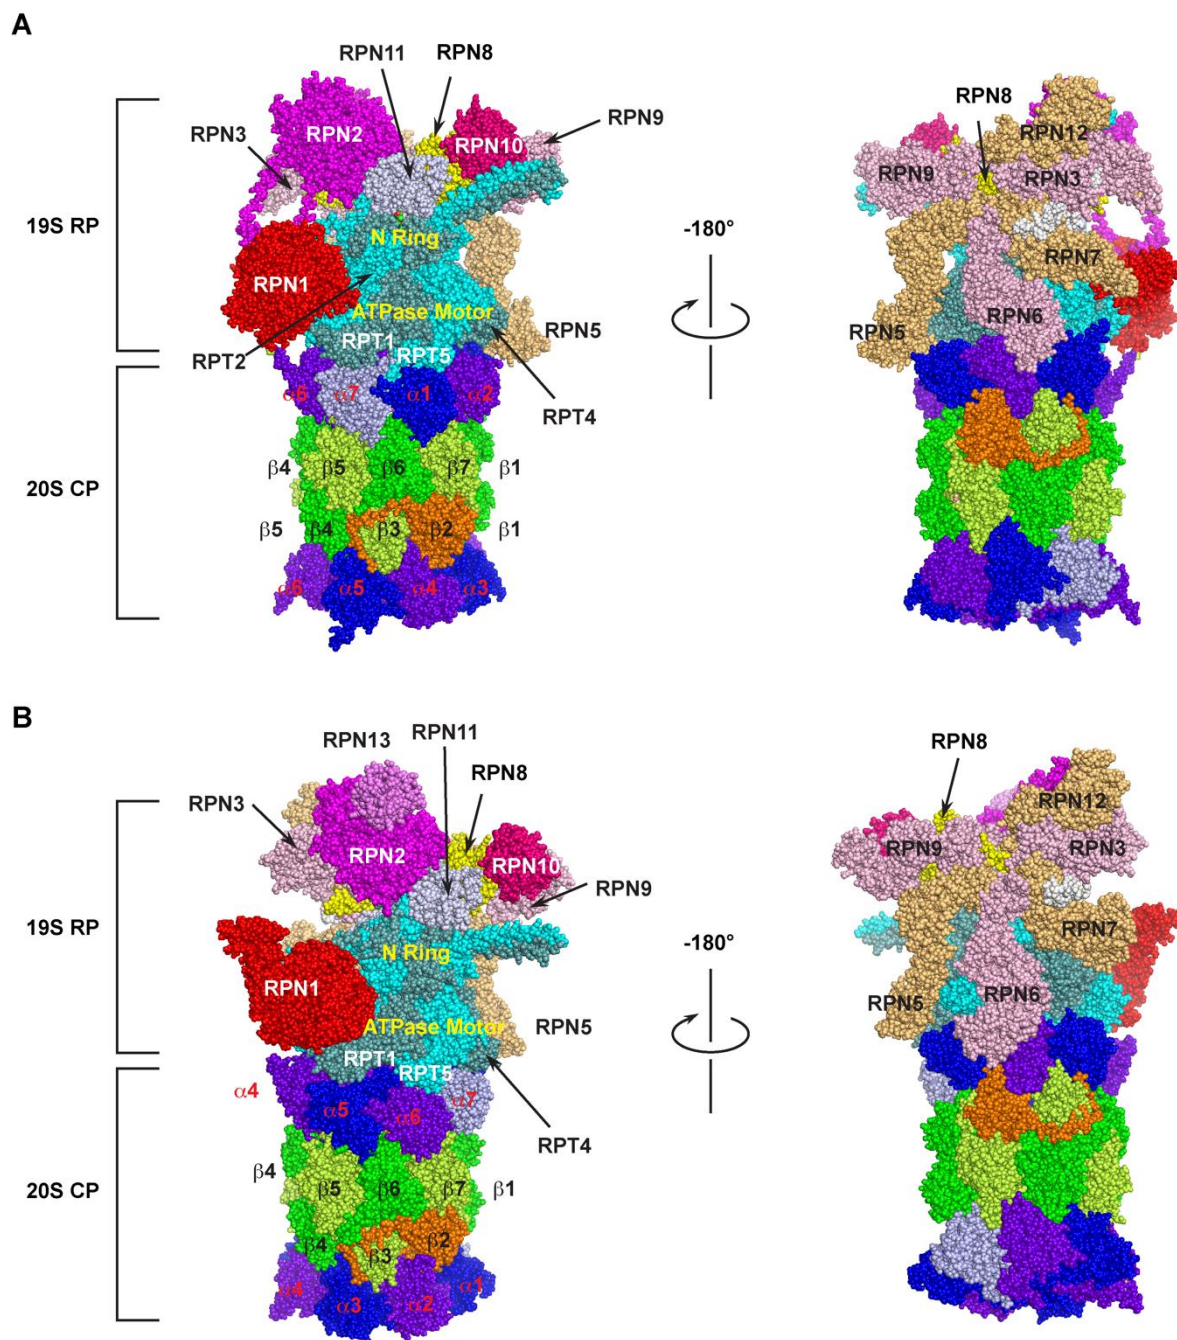 A
RPN11
RPN8
RPN3
RPN2
RPN10
RPN9
19S RP
N Ring
RPN1
ATPase Motor
RPT1
RPT5
RPN5
RPT2
RPT4
α6
α7
α1
α2
20S CP
β4
β5
β6
β7
β1
β5
β4
β3
β2
β1
α6
α5
α4
α3
-180°
RPN8
RPN12
RPN9
RPN3
RPN7
RPN5
RPN6
B
RPN13
RPN11
RPN8
RPN3
RPN2
RPN10
RPN9
19S RP
N Ring
RPN1
ATPase Motor
RPN5
RPT1
RPT5
RPT4
α4
α5
α6
α7
20S CP
β4
β5
β6
β7
β1
β4
β3
β2
α4
α3
α2
α1
-180°
RPN8
RPN12
RPN9
RPN3
RPN7
RPN5
RPN6